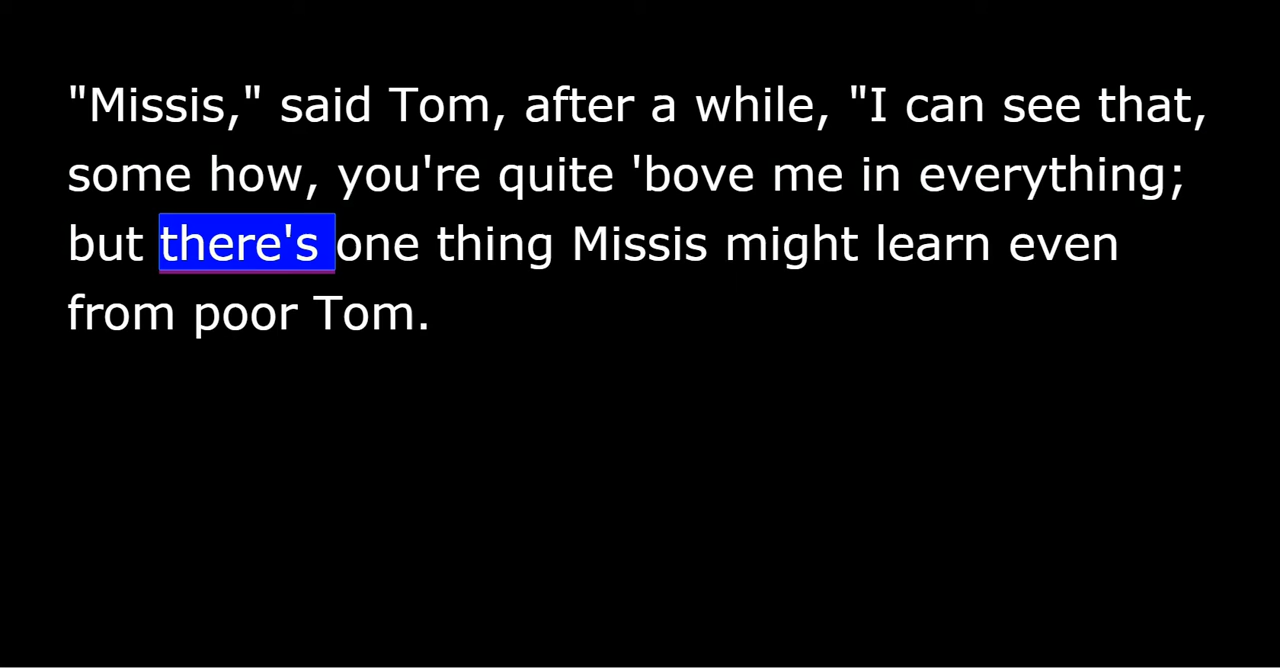 "Missis," said Tom, after a while, "I can see that,
some how, you're quite 'bove me in everything;
but there's one thing Missis might learn even
from poor Tom.